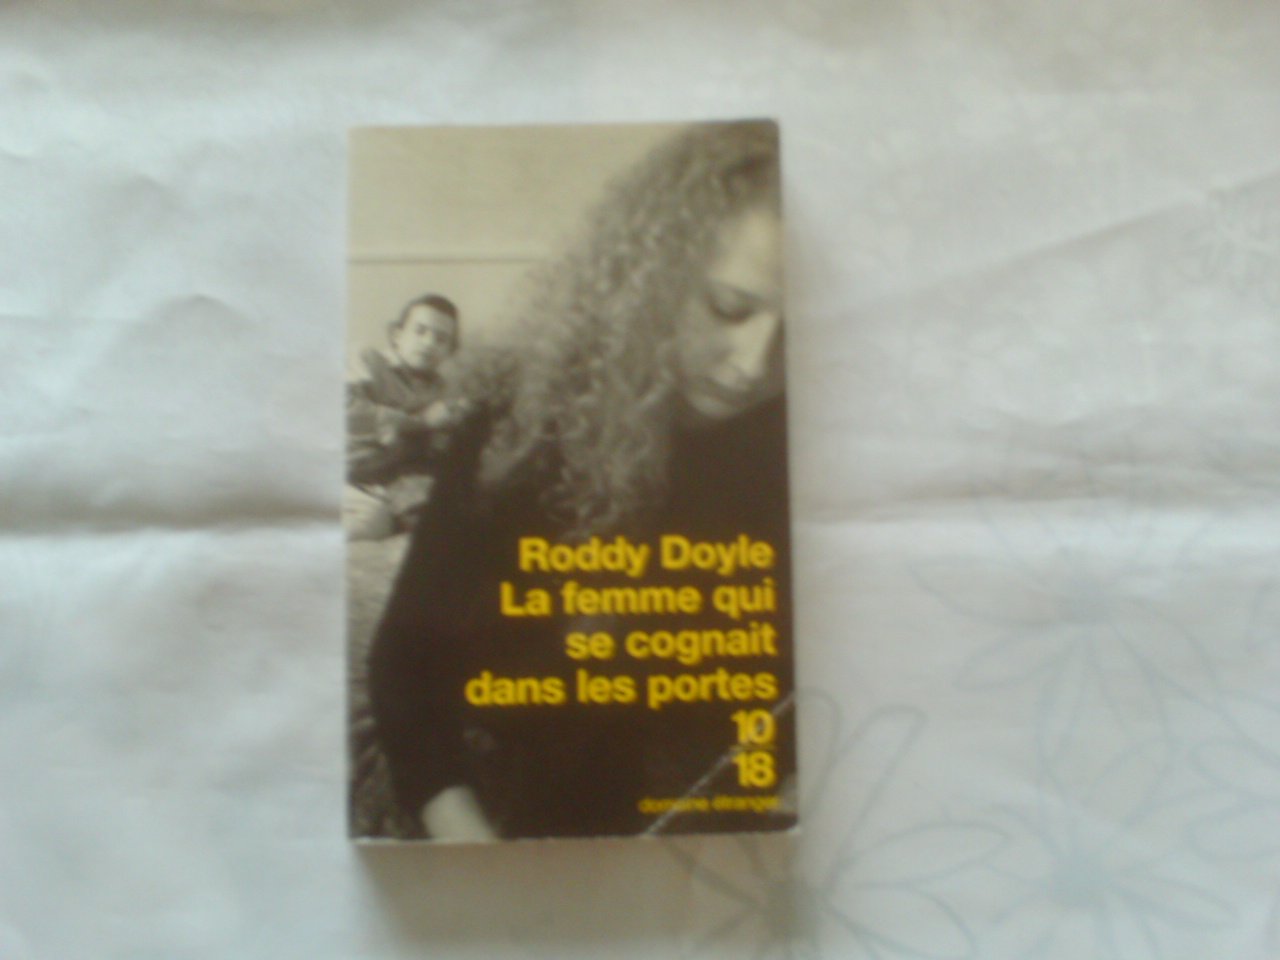 Roddy Doyle
La femme qui
se cognait
dans les portes
10
18
domaine étranger